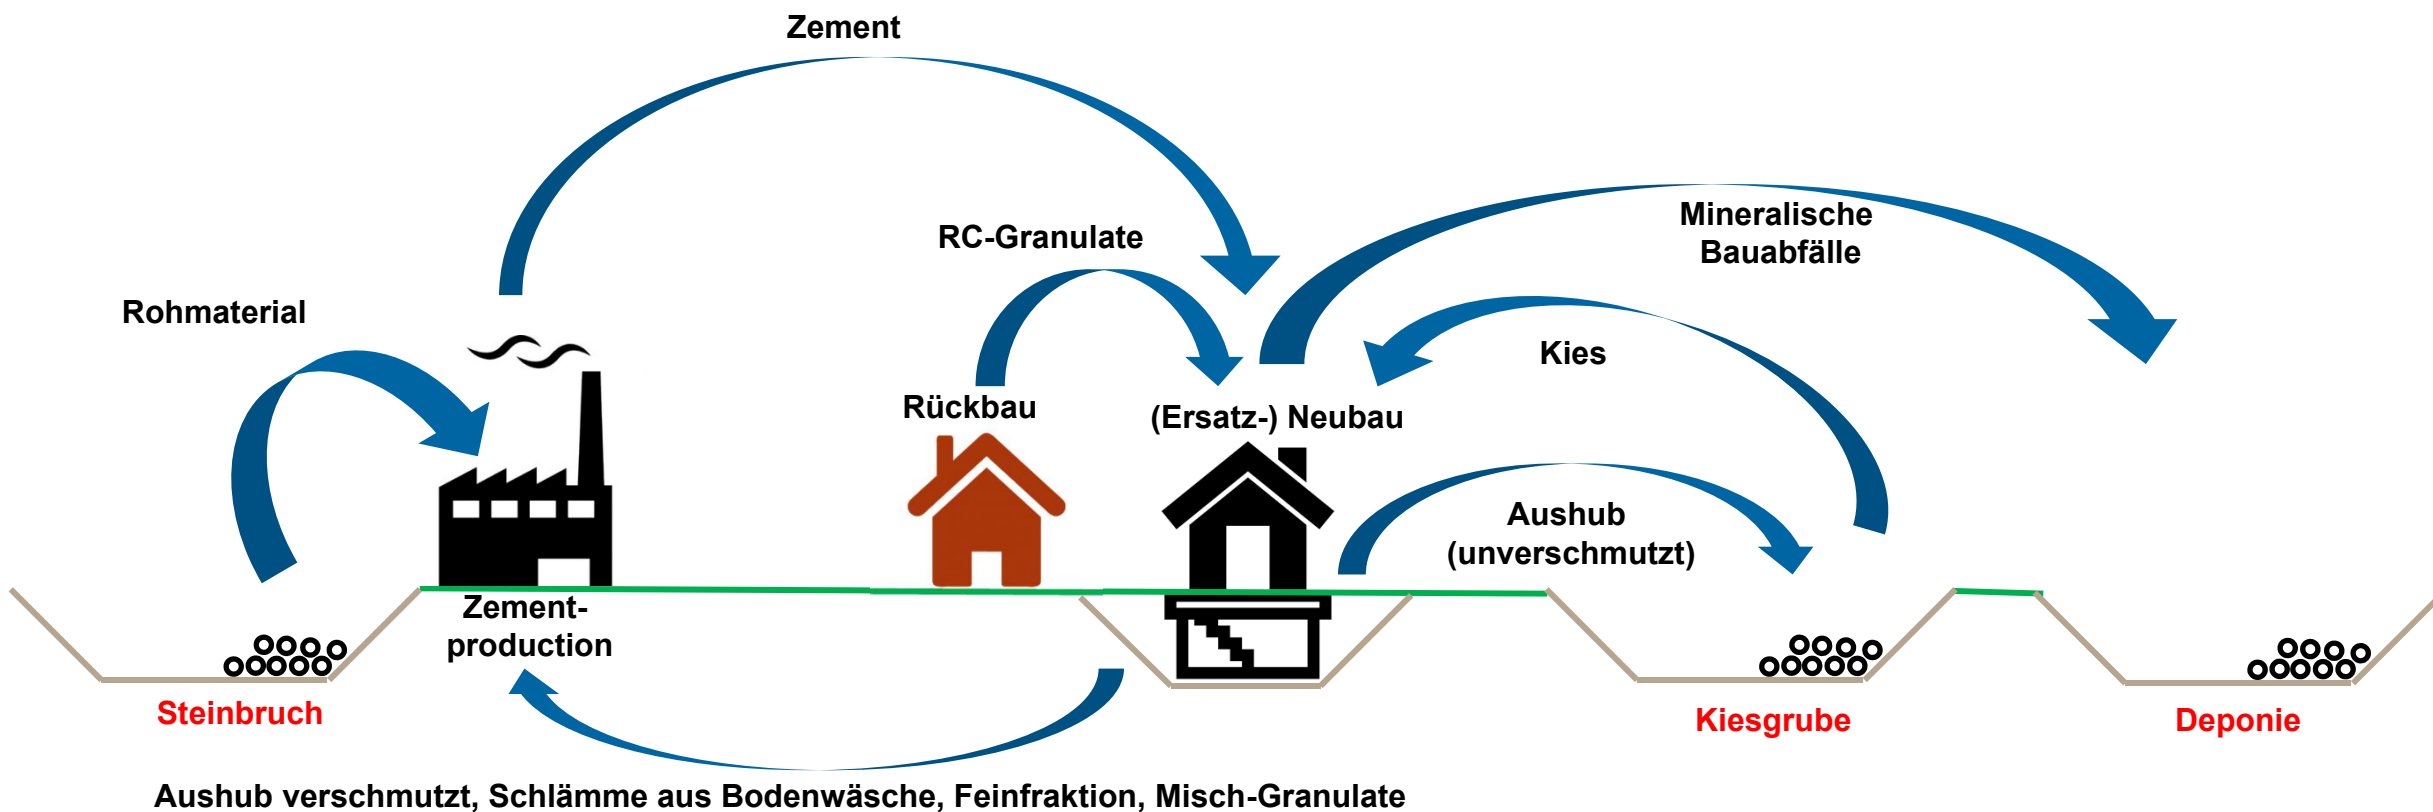 Zement
Mineralische
Bauabfälle
RC-Granulate
Rohmaterial
Kies
Rückbau
(Ersatz-) Neubau
Aushub
(unverschmutzt)
Zement-
production
Steinbruch
Kiesgrube
Deponie
Aushub verschmutzt, Schlämme aus Bodenwäsche, Feinfraktion, Misch-Granulate